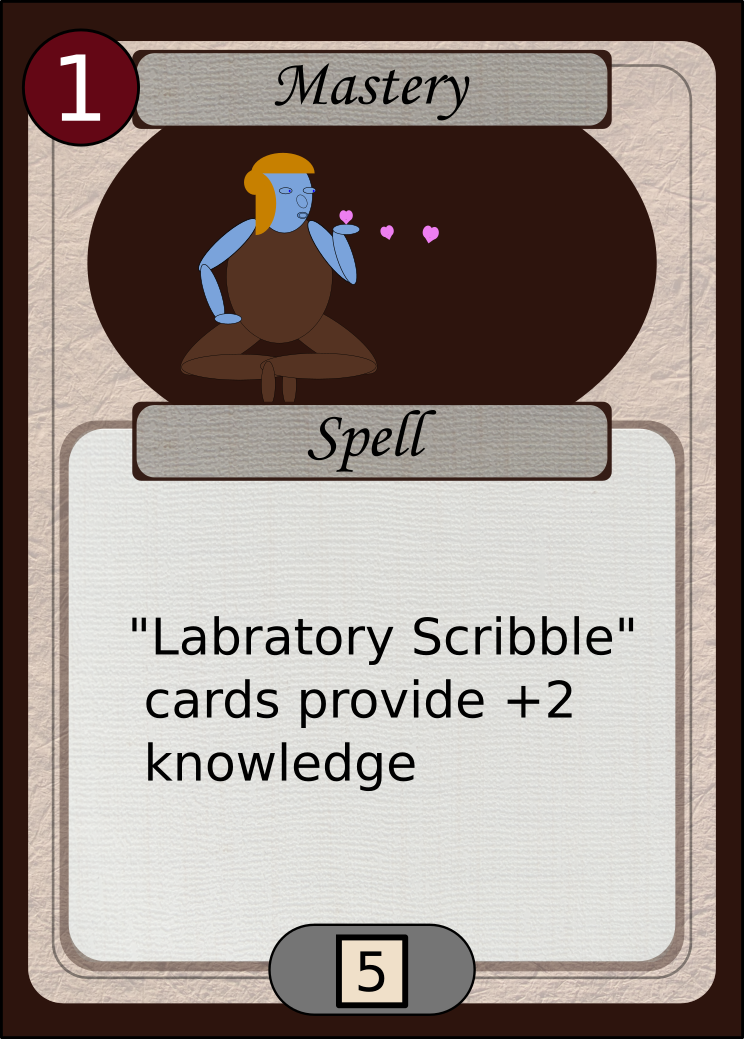 1
Mastery
Spell
"Labratory Scribble"
cards provide +2
knowledge
5